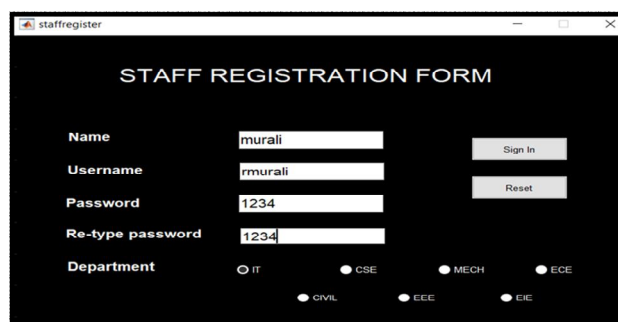 staffregister
STAFF REGISTRATION FORM
Name murali Sign In
Username rmurali
Reset
Password 1234
Re-type password 1234
Department IT CSE MECH ECE
CIVIL EEE EIE